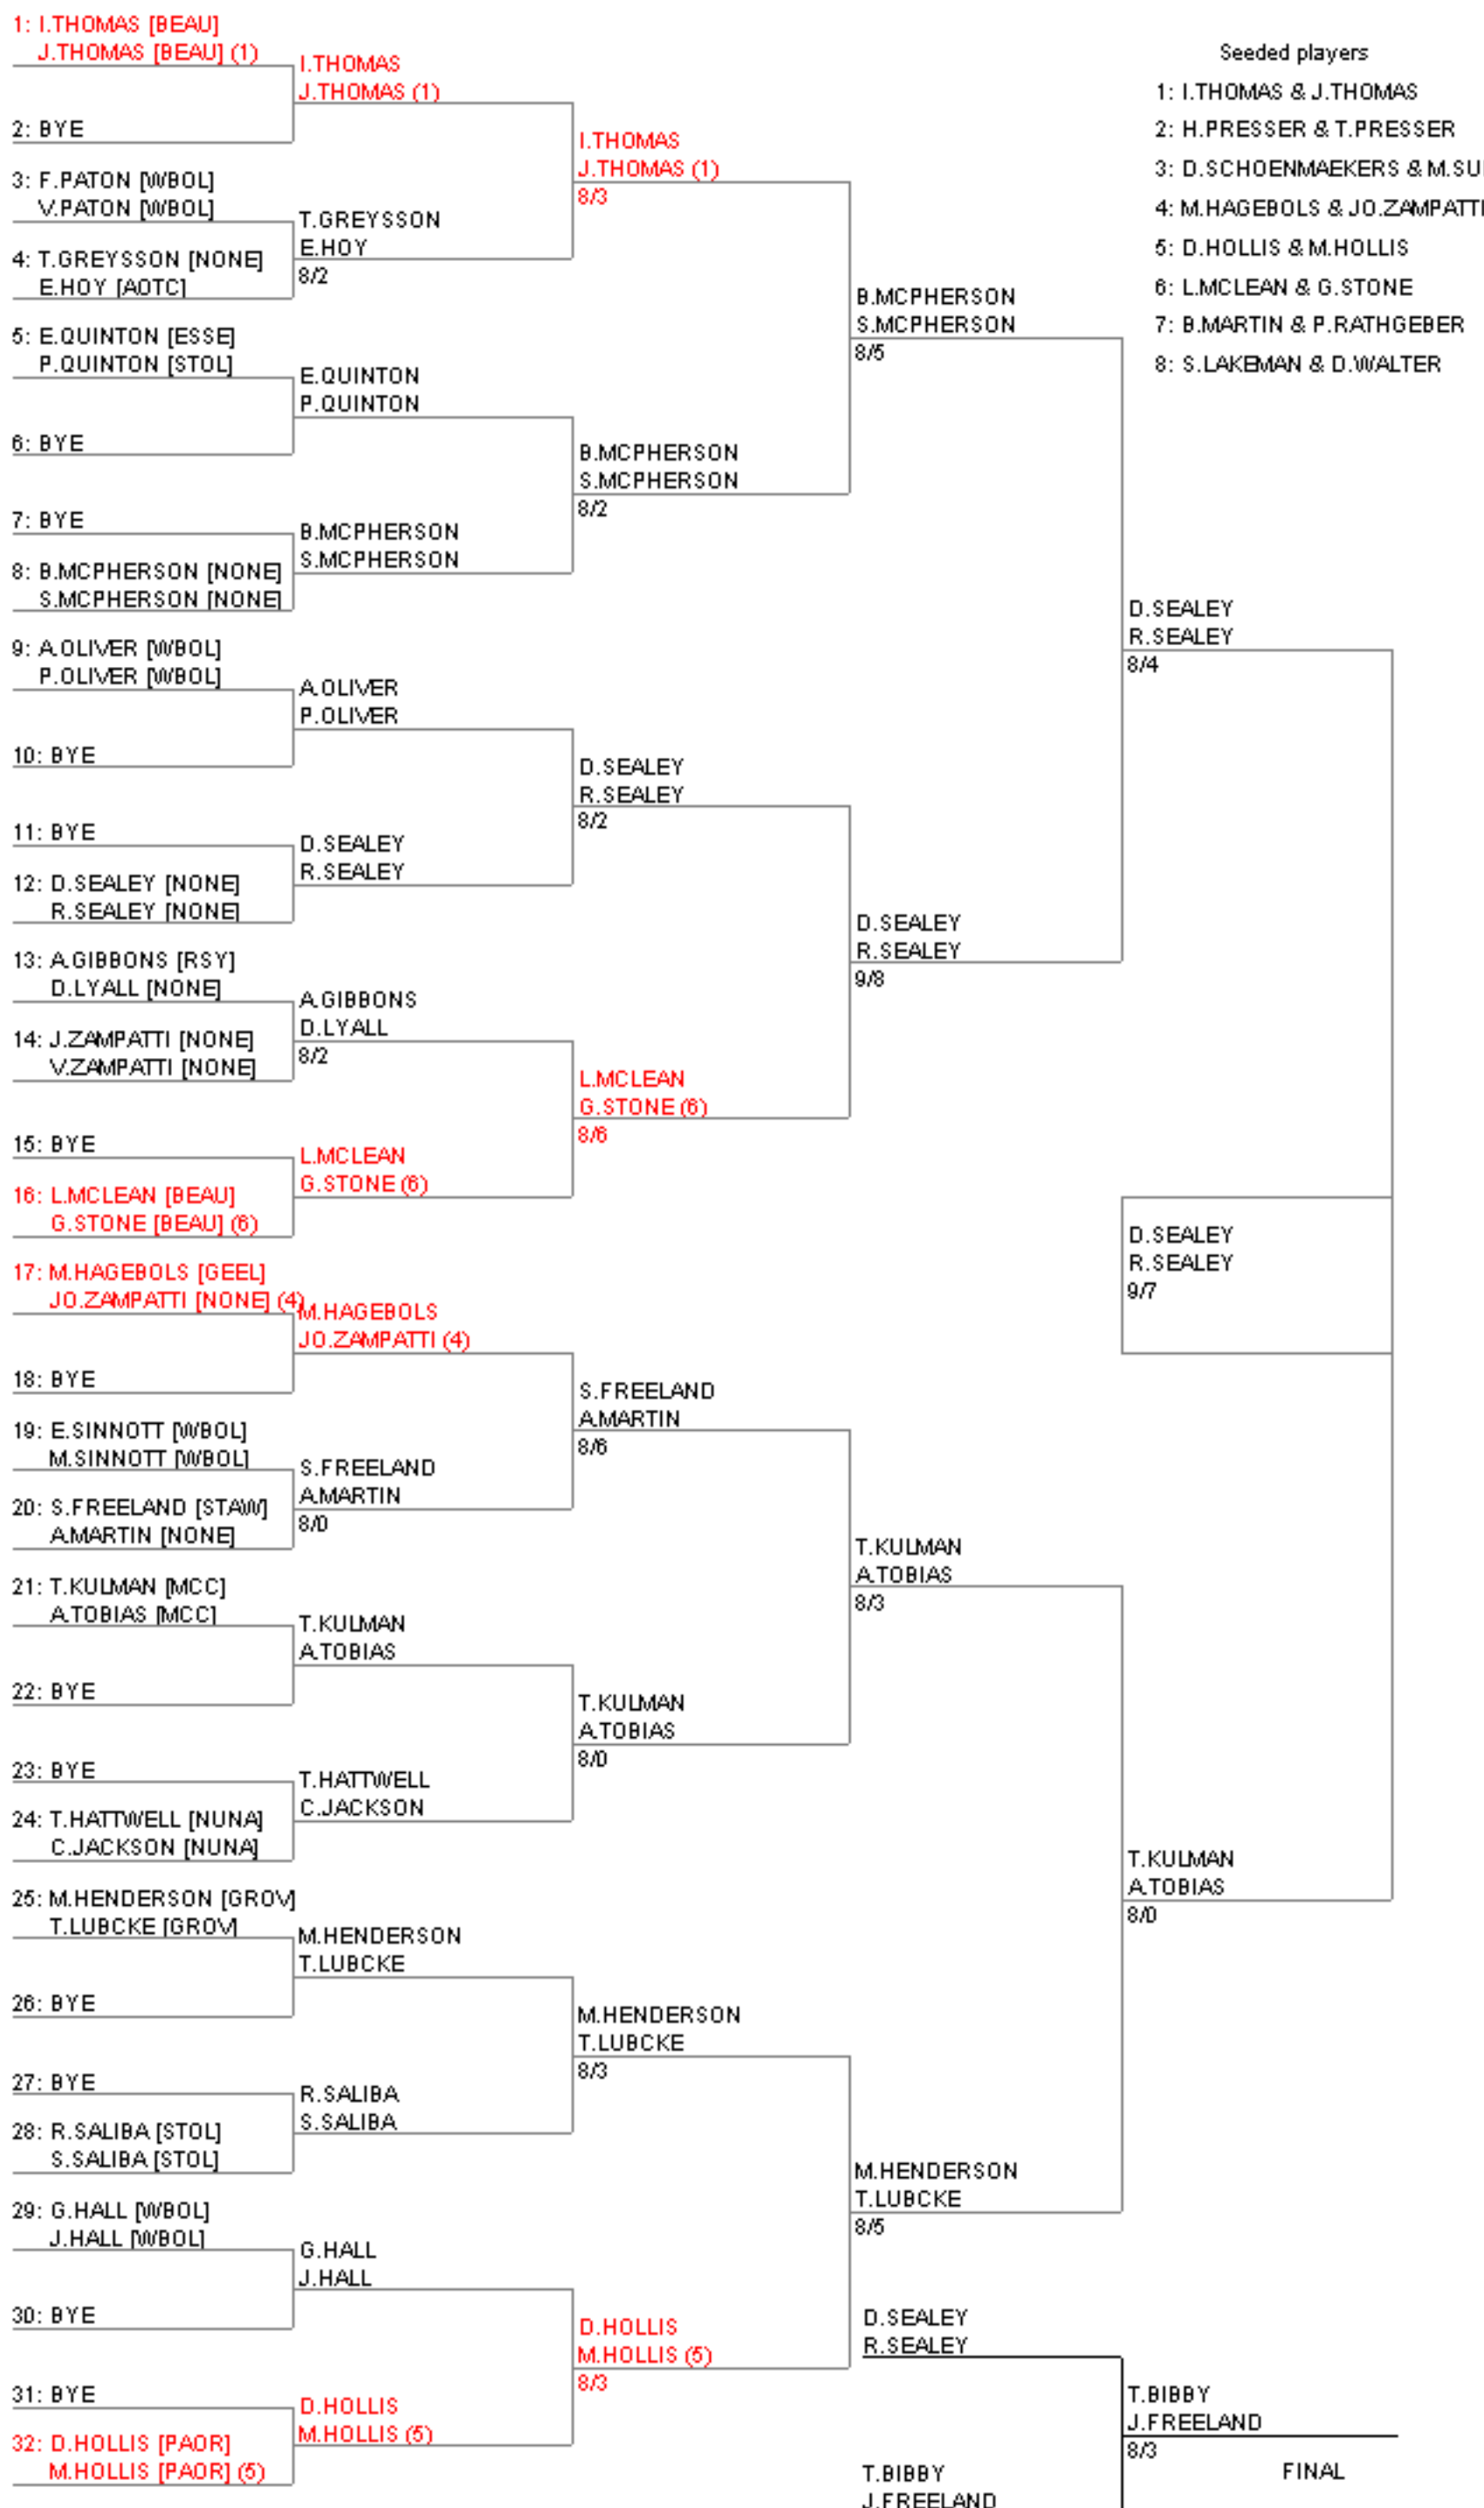 1: I.THOMAS [BEAU]
J.THOMAS [BEAU] (1)
2: BYE
3: F.PATON [WBOL]
V.PATON [WBOL]
4: T.GREYSSON [NONE]
E.HOY [AOTC]
5: E.QUINTON [ESSE]
P.QUINTON [STOL]
6: BYE
7: BYE
8: B.MCPHERSON [NONE]
S.MCPHERSON [NONE]
9: A.OLIVER [WBOL]
P.OLIVER [WBOL]
10: BYE
11: BYE
12: D.SEALEY [NONE]
R.SEALEY [NONE]
13: A.GIBBONS [RSY]
D.LYALL [NONE]
14: J.ZAMPATTI [NONE]
V.ZAMPATTI [NONE]
15: BYE
16: L.MCLEAN [BEAU]
G.STONE [BEAU] (6)
17: M.HAGEBOLS [GEEL]
JO.ZAMPATTI [NONE] (4)
18: BYE
19: E.SINNOTT [WBOL]
M.SINNOTT [WBOL]
20: S.FREELAND [STAW]
A.MARTIN [NONE]
21: T.KULMAN [MCC]
A.TOBIAS [MCC]
22: BYE
23: BYE
24: T.HATTWELL [NUNA]
C.JACKSON [NUNA]
25: M.HENDERSON [GROV]
T.LUBCKE [GROV]
26: BYE
27: BYE
28: R.SALIBA [STOL]
S.SALIBA [STOL]
29: G.HALL [WBOL]
J.HALL [WBOL]
30: BYE
31: BYE
32: D.HOLLIS [PAOR]
M.HOLLIS [PAOR] (5)
I.THOMAS
J.THOMAS (1)
T.GREYSSON
E.HOY
8/2
E.QUINTON
P.QUINTON
B.MCPHERSON
S.MCPHERSON
A.OLIVER
P.OLIVER
D.SEALEY
R.SEALEY
A.GIBBONS
D.LYALL
8/2
L.MCLEAN
G.STONE (6)
M.HAGEBOLS
JO.ZAMPATTI (4)
S.FREELAND
A.MARTIN
8/0
T.KULMAN
A.TOBIAS
T.HATTWELL
C.JACKSON
M.HENDERSON
T.LUBCKE
R.SALIBA
S.SALIBA
G.HALL
J.HALL
D.HOLLIS
M.HOLLIS (5)
I.THOMAS
J.THOMAS (1)
8/3
B.MCPHERSON
S.MCPHERSON
8/2
D.SEALEY
R.SEALEY
8/2
L.MCLEAN
G.STONE (6)
8/6
S.FREELAND
A.MARTIN
8/6
T.KULMAN
A.TOBIAS
8/0
M.HENDERSON
T.LUBCKE
8/3
D.HOLLIS
M.HOLLIS (5)
8/3
B.MCPHERSON
S.MCPHERSON
8/5
D.SEALEY
R.SEALEY
9/8
T.KULMAN
A.TOBIAS
8/3
M.HENDERSON
T.LUBCKE
8/5
D.SEALEY
R.SEALEY
8/4
T.KULMAN
A.TOBIAS
8/0
D.SEALEY
R.SEALEY
9/7
D.SEALEY
R.SEALEY
T.BIBBY
J.FREELAND
T.BIBBY
J.FREELAND
8/3
FINAL
Seeded players
1: I.THOMAS & J.THOMAS
2: H.PRESSER & T.PRESSER
3: D.SCHOENMAEKERS & M.SU
4: M.HAGEBOLS & JO.ZAMPATTI
5: D.HOLLIS & M.HOLLIS
6: L.MCLEAN & G.STONE
7: B.MARTIN & P.RATHGEBER
8: S.LAKEMAN & D.WALTER